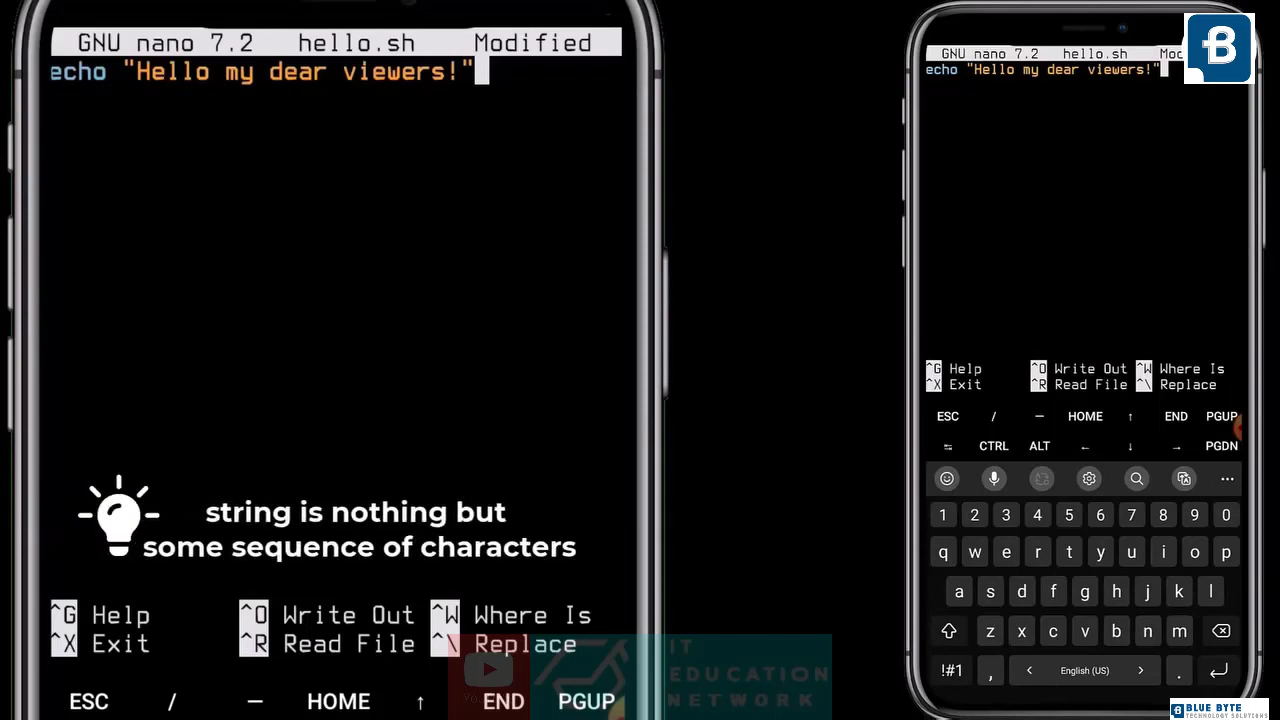 GNU nano 7.2 hello.sh Modified
echo "Hello my dear viewers!"
string is nothing but
some sequence of characters
^G Help ^O Write Out ^W Where Is
^X Exit ^R Read File ^\ Replace
ESC / — HOME ↑ END PGUP
IT
EDUCATION
NETWORK
GNU nano 7.2 hello.sh
echo "Hello my dear viewers!"
^G Help ^O Write Out ^W Where Is
^X Exit ^R Read File ^\ Replace
ESC / — HOME ↑ END PGUP
CTRL ALT ← ↓ → PGDN
1 2 3 4 5 6 7 8 9 0
q w e r t y u i o p
a s d f g h j k l
z x c v b n m
!#1 , < English (US) > .
B
BLUE BYTE
TECHNOLOGY SOLUTIONS